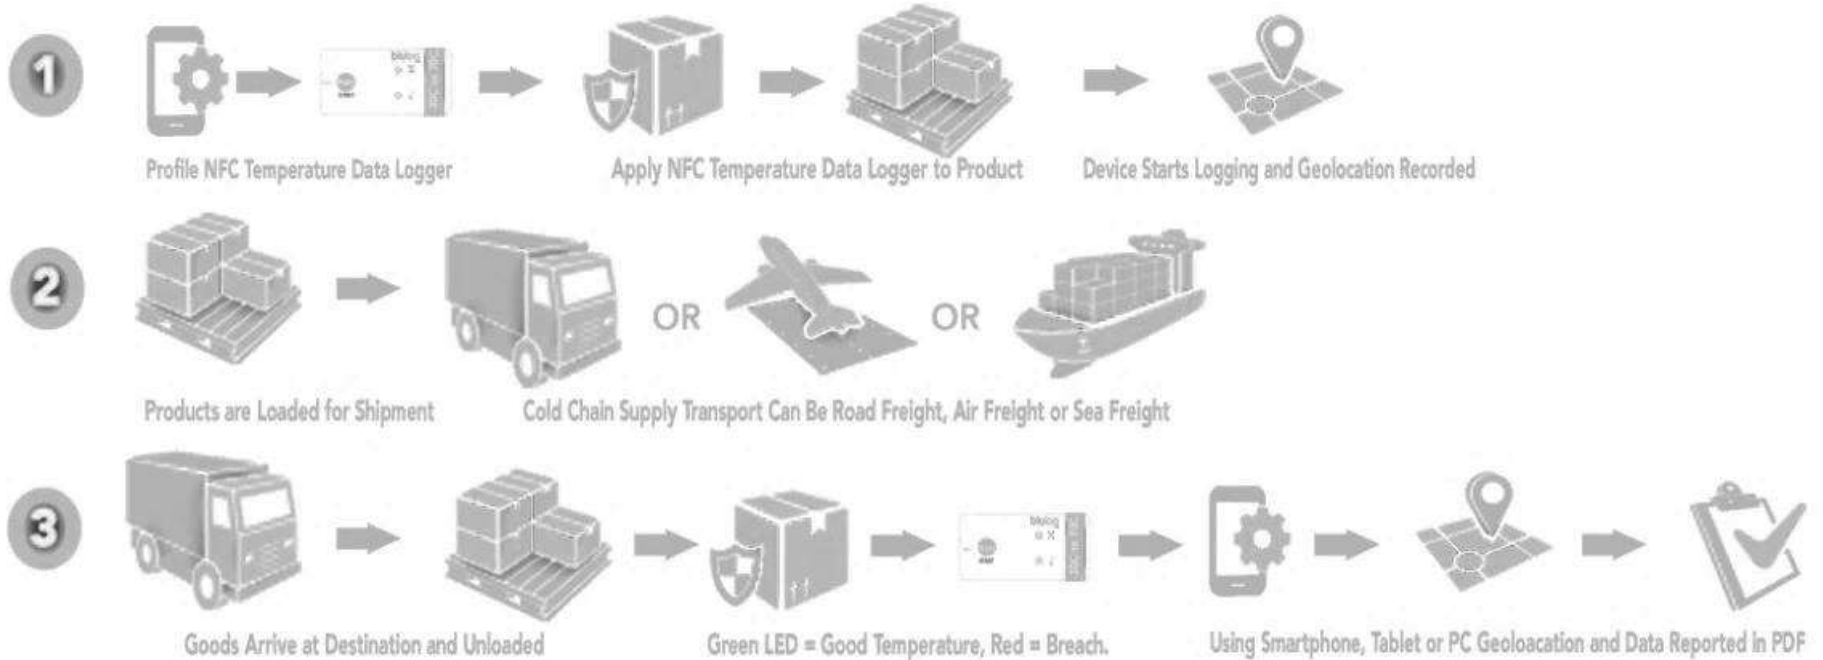 1
blulog
Profile NFC Temperature Data Logger
Apply NFC Temperature Data Logger to Product
Device Starts Logging and Geolocation Recorded
2
OR
OR
Products are Loaded for Shipment
Cold Chain Supply Transport Can Be Road Freight, Air Freight or Sea Freight
3
blulog
Goods Arrive at Destination and Unloaded
Green LED = Good Temperature, Red = Breach.
Using Smartphone, Tablet or PC Geoloacation and Data Reported in PDF